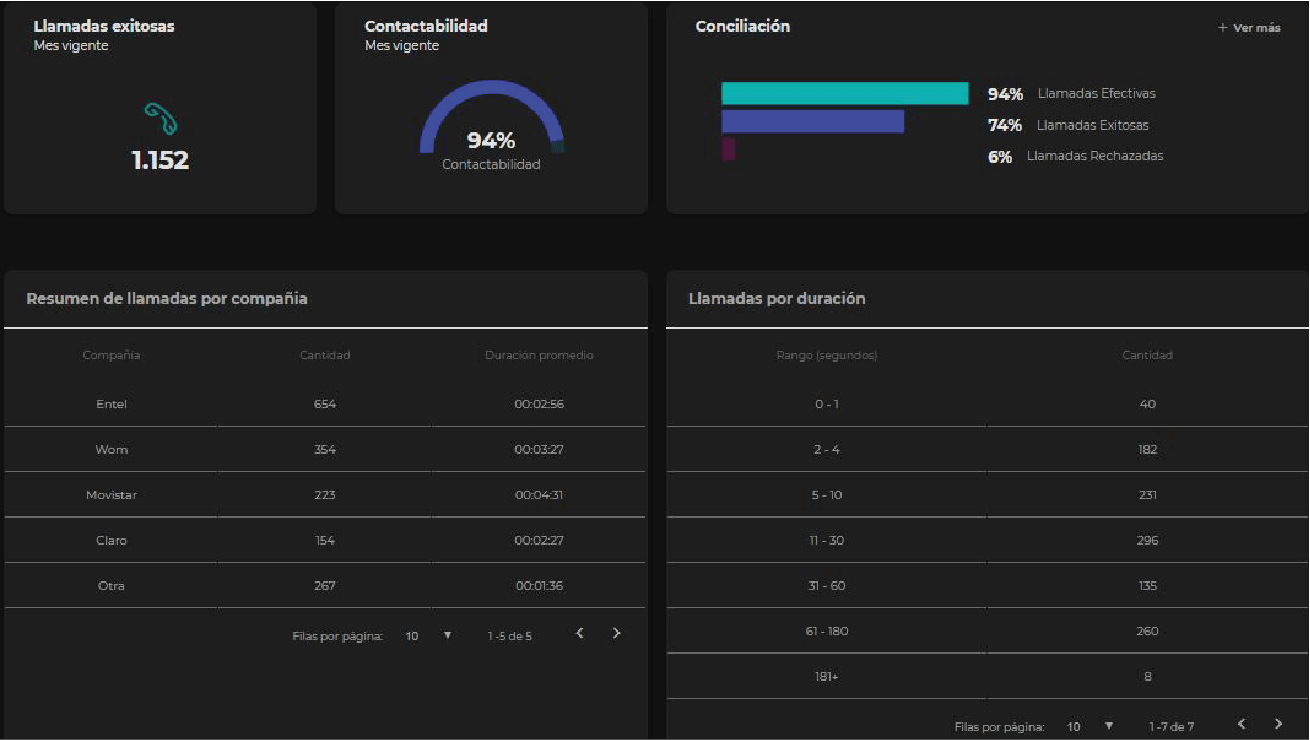 Llamadas exitosas
Mes vigente
1.152
Contactabilidad
Mes vigente
94%
Contactabilidad
Conciliación
+ Ver más
94% Llamadas Efectivas
74% Llamadas Exitosas
6% Llamadas Rechazadas
Resumen de llamadas por compañia
Compañia Cantidad Duración promedio
Entel 654 00:02:56
Wom 354 00:03:27
Movistar 223 00:04:31
Claro 154 00:02:27
Otra 267 00:01:36
Filas por página: 10 1-5 de 5
Llamadas por duración
Rango (segundos) Cantidad
0 - 1 40
2 - 4 182
5 - 10 231
11 - 30 296
31 - 60 135
61 - 180 260
181+ 8
Filas por página: 10 1-7 de 7